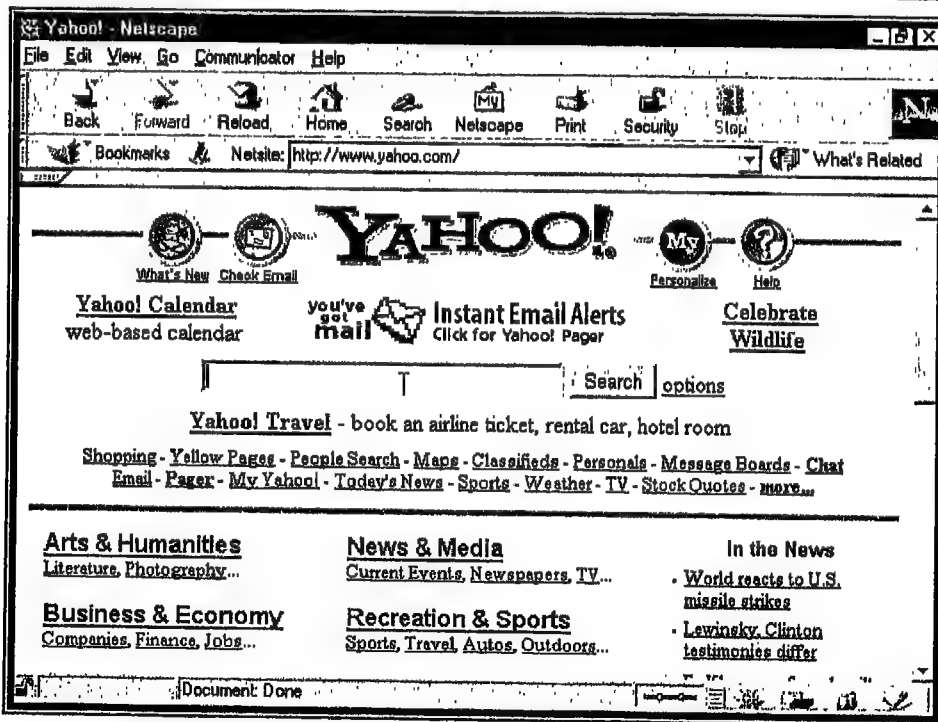 Yahoo! - Netscape
File Edit View Go Communicator Help
Back Forward Reload Home Search My Netscape Print Security Stop N
Bookmarks Netsite: http://www.yahoo.com/ What's Related
YAHOO!
What's New Check Email My Personalize ? Help
Yahoo! Calendar
web-based calendar
you've got mail
Instant Email Alerts
Click for Yahoo! Pager
Celebrate
Wildlife
Search options
Yahoo! Travel - book an airline ticket, rental car, hotel room
Shopping - Yellow Pages - People Search - Maps - Classifieds - Personals - Message Boards - Chat
Email - Pager - My Yahoo! - Today's News - Sports - Weather - TV - Stock Quotes - more...
Arts & Humanities
Literature, Photography...
News & Media
Current Events, Newspapers, TV...
Business & Economy
Companies, Finance, Jobs...
Recreation & Sports
Sports, Travel, Autos, Outdoors...
In the News
World reacts to U.S.
missile strikes
Lewinsky, Clinton
testimonies differ
Document: Done